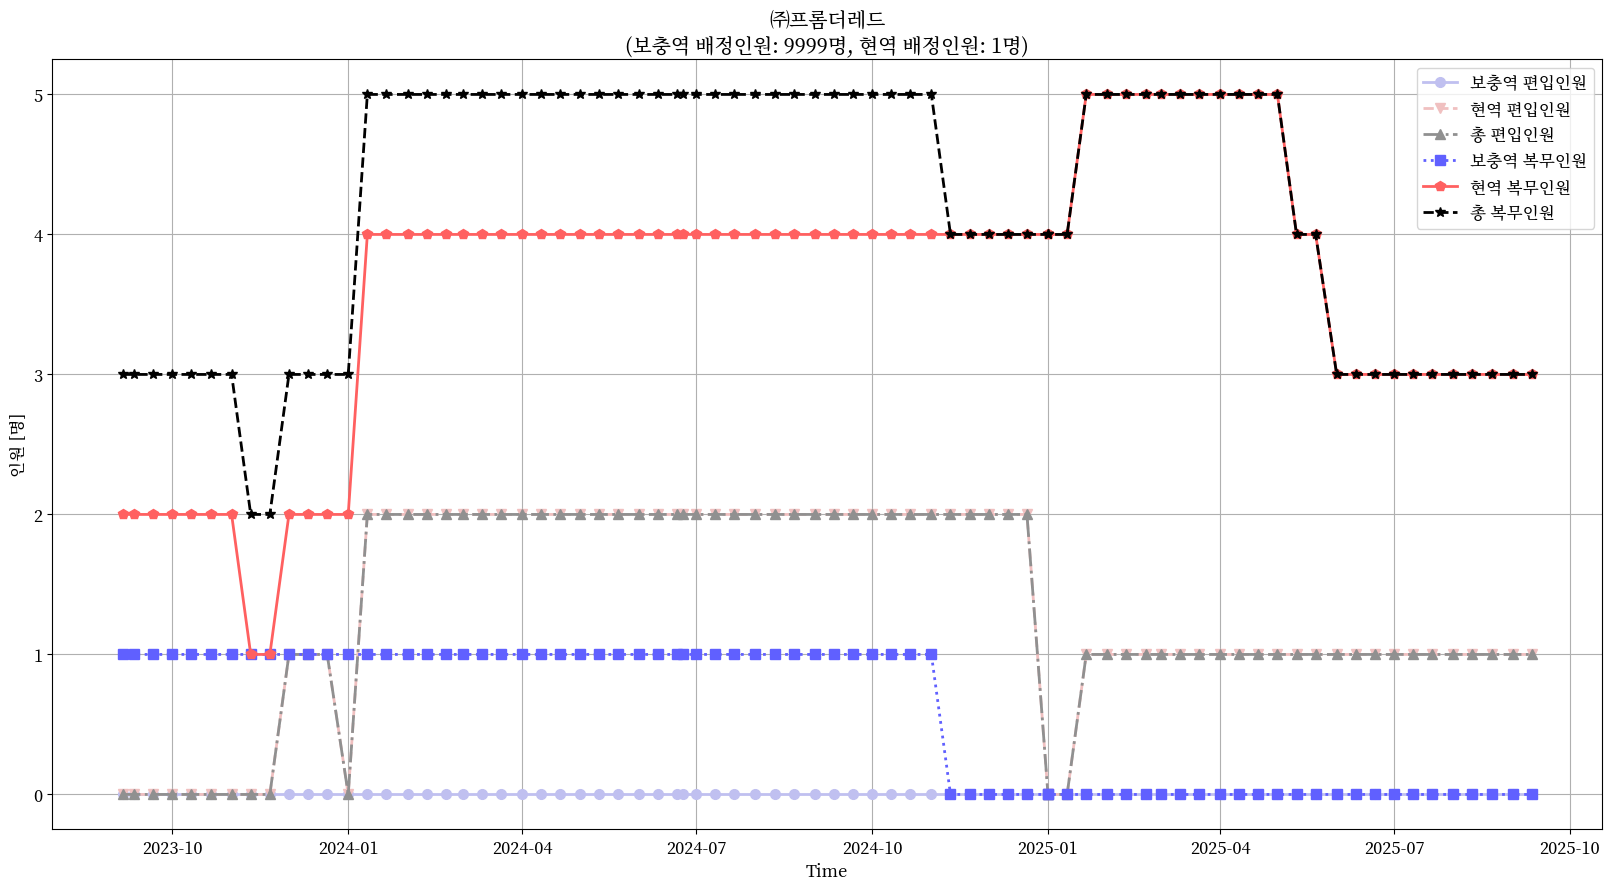 ㈜프롬더레드
(보충역 배정인원: 9999명, 현역 배정인원: 1명)
보충역 편입인원
현역 편입인원
총 편입인원
보충역 복무인원
현역 복무인원
총 복무인원
인원 [명]
5
4
3
2
1
0
2023-10
2024-01
2024-04
2024-07
2024-10
2025-01
2025-04
2025-07
2025-10
Time